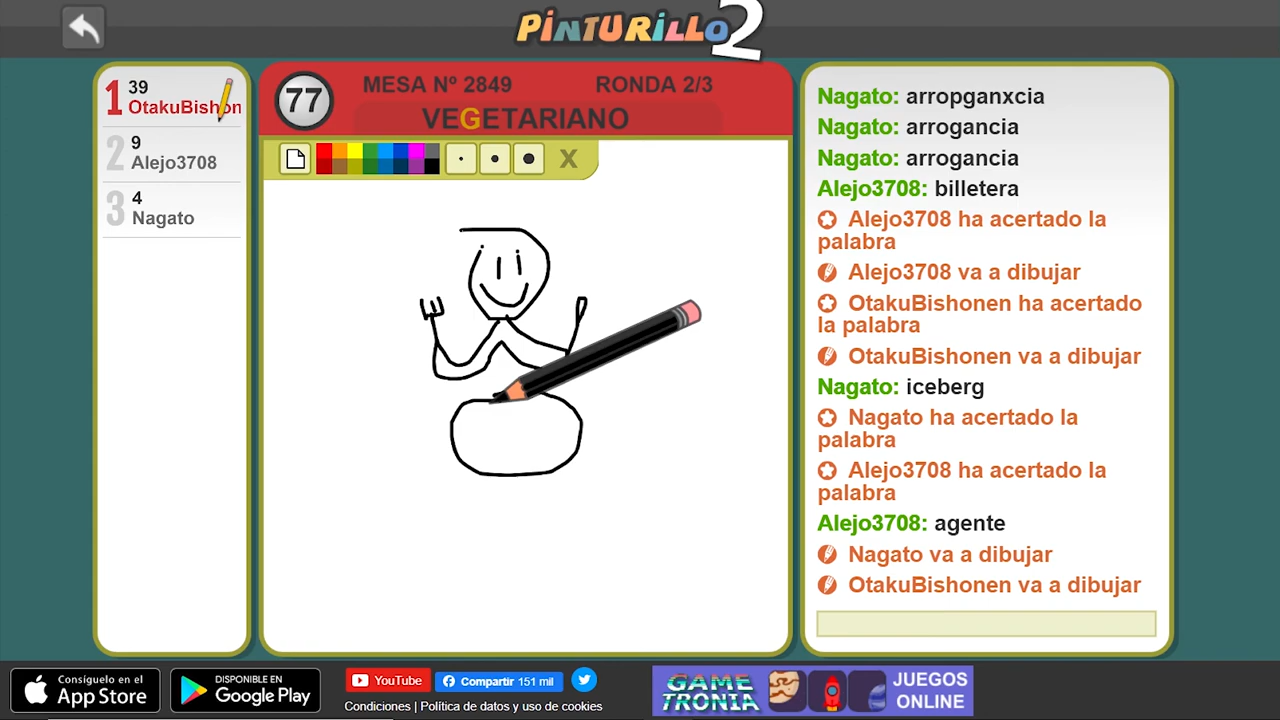 PINTURILLO 2
1 39
OtakuBishon
2 9
Alejo3708
3 4
Nagato
77
MESA Nº 2849
RONDA 2/3
VEGETARIANO
X
Nagato: arropganxcia
Nagato: arrogancia
Nagato: arrogancia
Alejo3708: billetera
Alejo3708 ha acertado la
palabra
Alejo3708 va a dibujar
OtakuBishonen ha acertado
la palabra
OtakuBishonen va a dibujar
Nagato: iceberg
Nagato ha acertado la
palabra
Alejo3708 ha acertado la
palabra
Alejo3708: agente
Nagato va a dibujar
OtakuBishonen va a dibujar
Consíguelo en el
App Store
DISPONIBLE EN
Google Play
YouTube
Compartir 151 mil
Condiciones | Política de datos y uso de cookies
GAME
TRONIA
JUEGOS
ONLINE